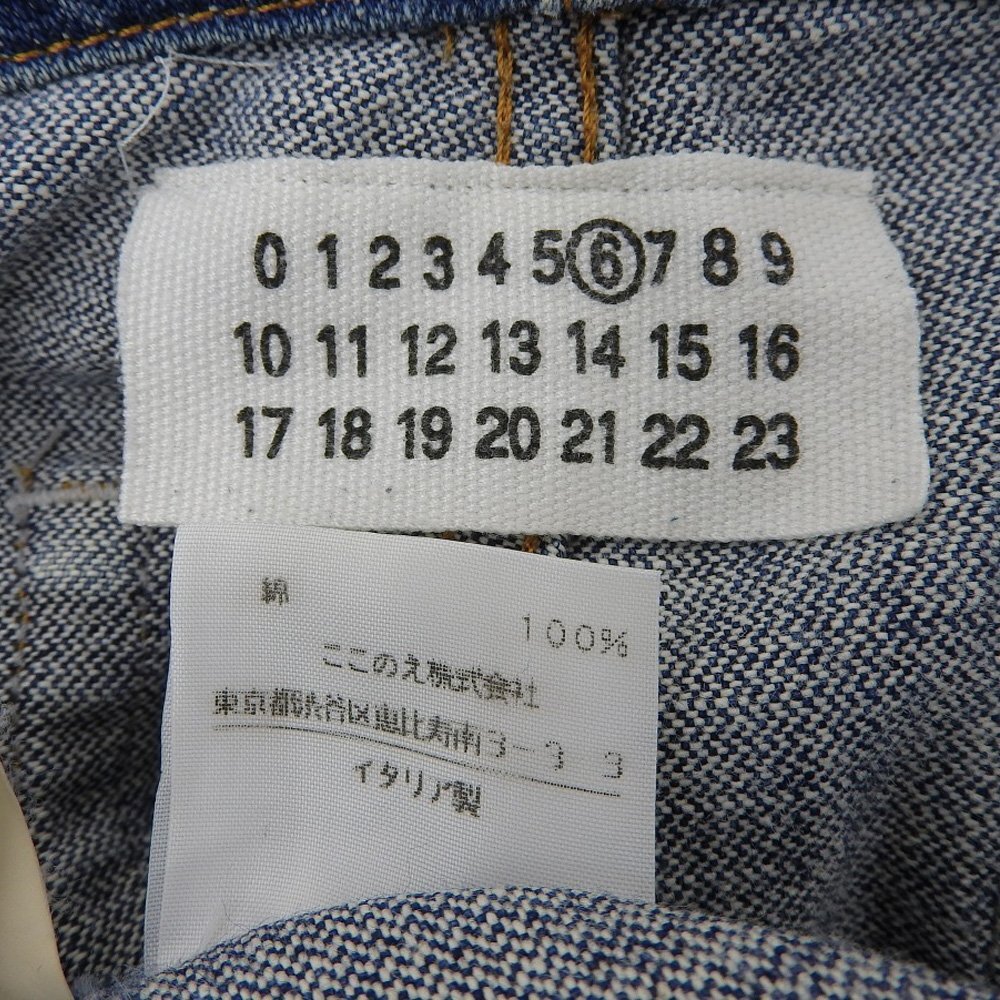 0 1 2 3 4 5 6 7 8 9
10 11 12 13 14 15 16
17 18 19 20 21 22 23
綿
100%
ここのえ株式会社
東京都渋谷区恵比寿南3-3 3
イタリア製